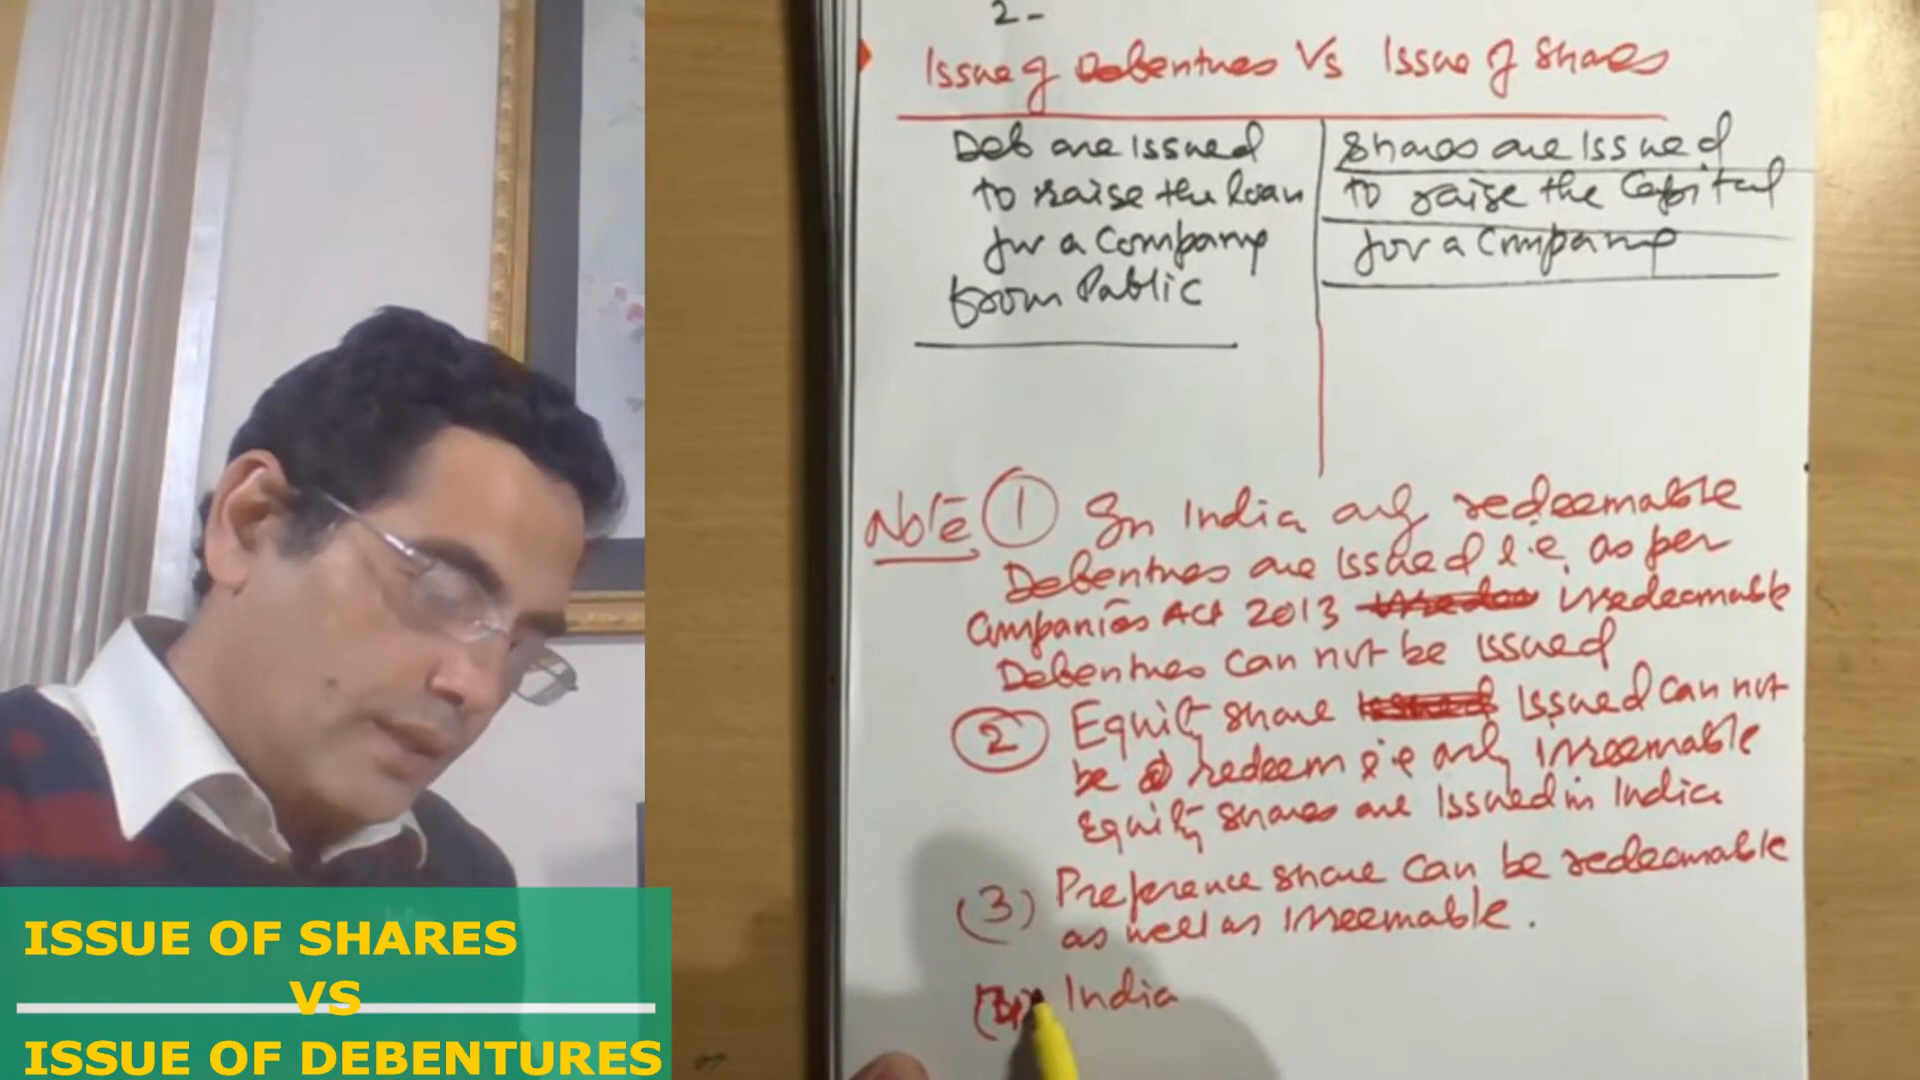 2-
Issue of Debentures Vs Issue of Shares
Deb are issued
to raise the loan
for a Company
from Public
Shares are issued
to raise the Capital
for a Company
Note 1 In India only redeemable
Debentures are issued i.e. as per
Companies Act 2013 irredeemable
Debentures can not be issued
2 Equity share issued can not
be redeem i.e only irreemable
Equity shares are issued in India
(3) Preference share can be redeemable
as well as irreemable.
India
ISSUE OF SHARES
VS
ISSUE OF DEBENTURES